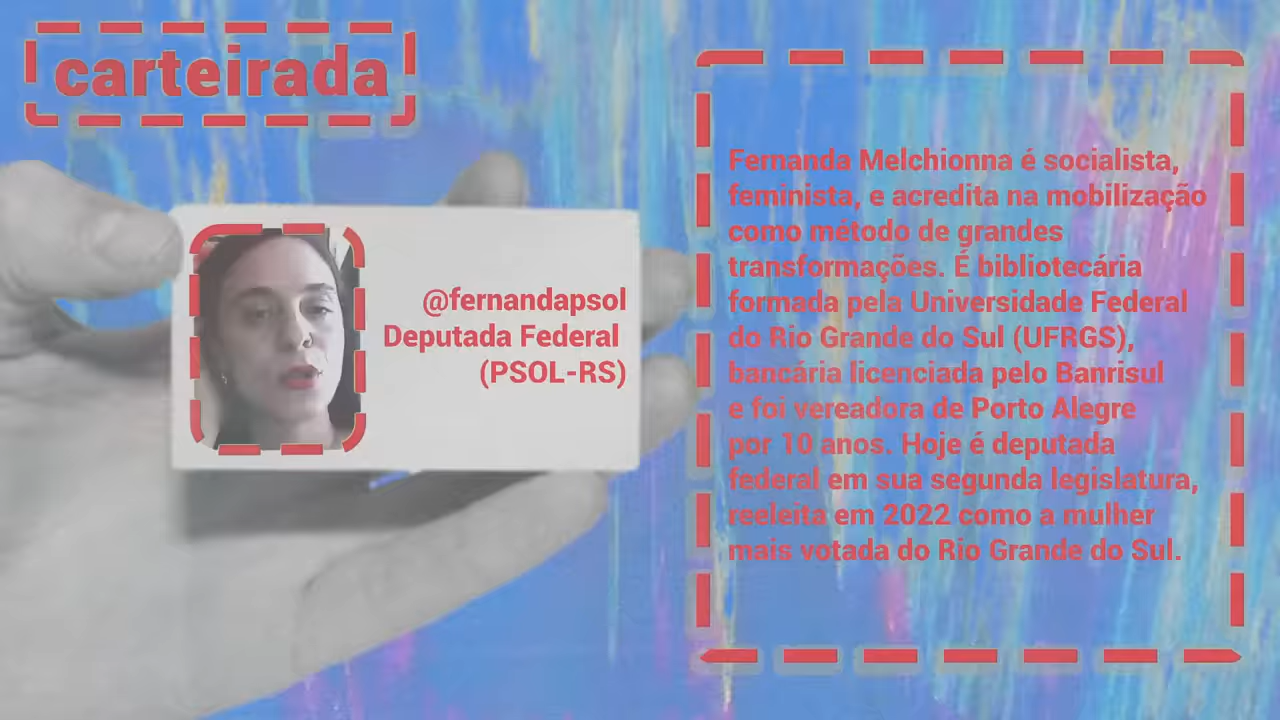 carteirada
@fernandapsol
Deputada Federal
(PSOL-RS)
Fernanda Melchionna é socialista,
feminista, e acredita na mobilização
como método de grandes
transformações. É bibliotecária
formada pela Universidade Federal
do Rio Grande do Sul (UFRGS),
bancária licenciada pelo Banrisul
e foi vereadora de Porto Alegre
por 10 anos. Hoje é deputada
federal em sua segunda legislatura,
reeleita em 2022 como a mulher
mais votada do Rio Grande do Sul.